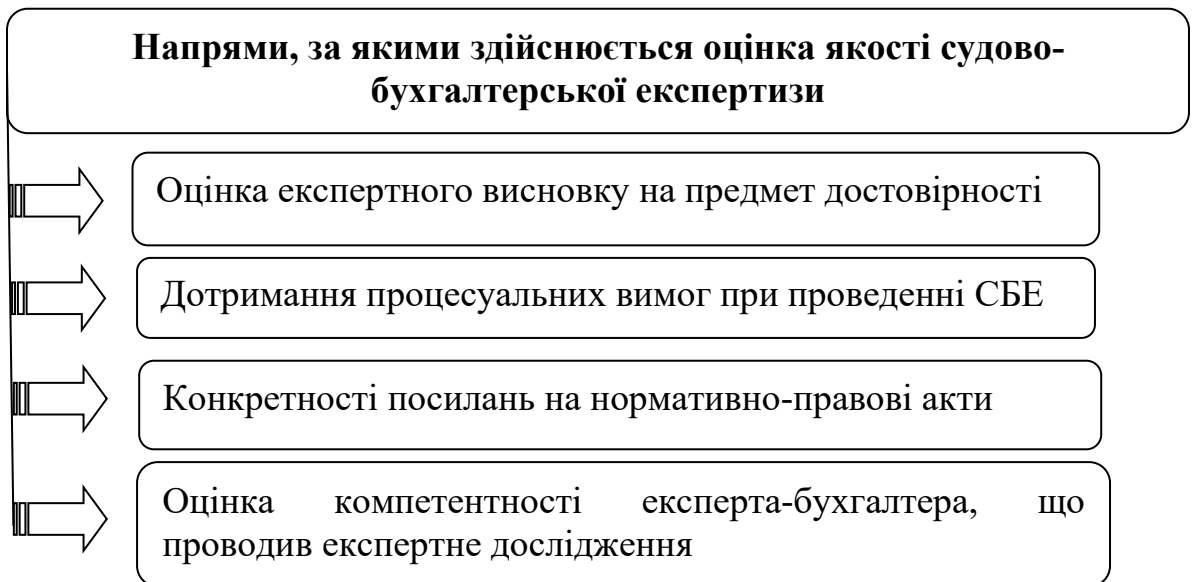 Напрями, за якими здійснюється оцінка якості судово-
бухгалтерської експертизи
Оцінка експертного висновку на предмет достовірності
Дотримання процесуальних вимог при проведенні СБЕ
Конкретності посилань на нормативно-правові акти
Оцінка компетентності експерта-бухгалтера, що
проводив експертне дослідження